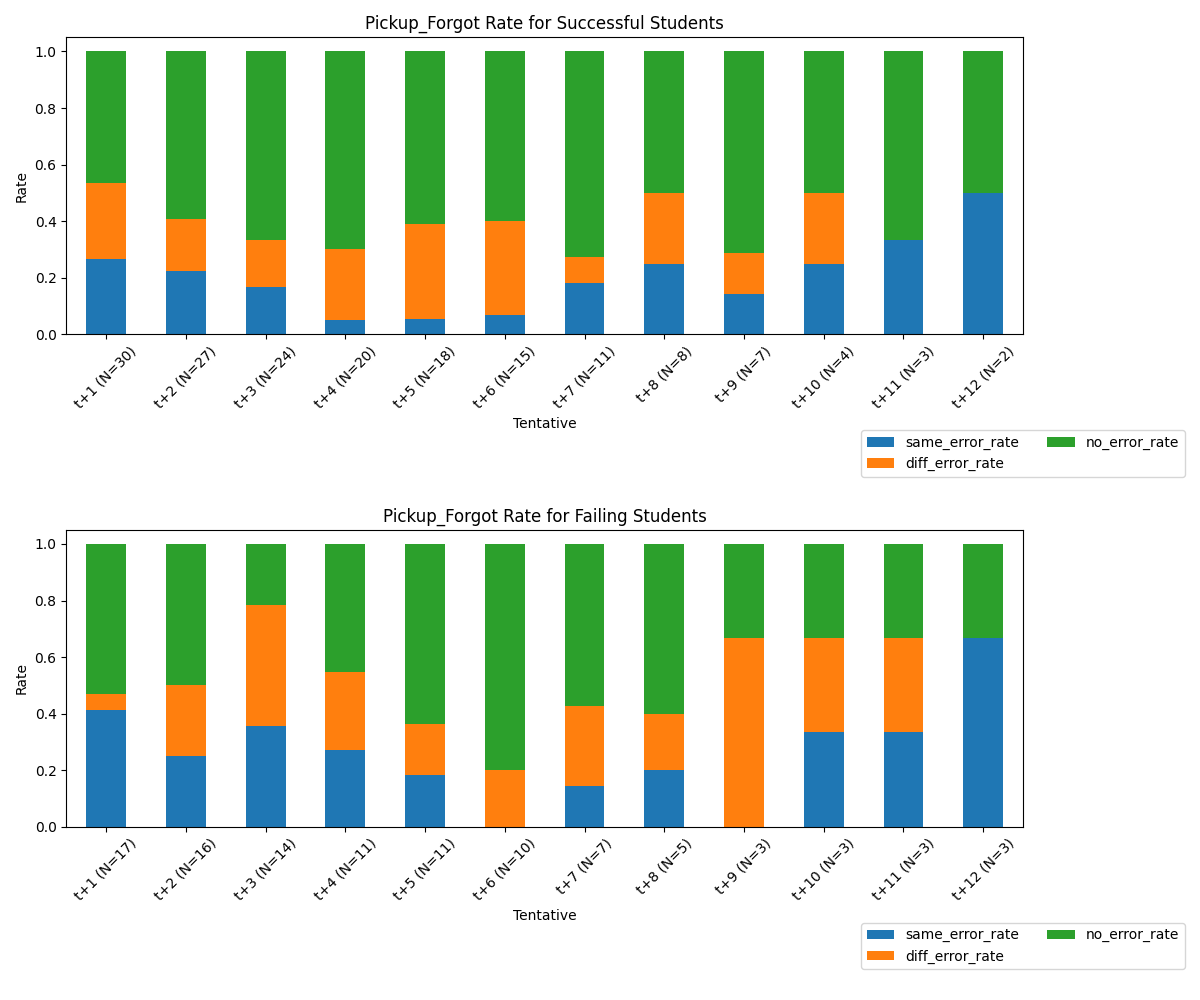 Pickup_Forgot Rate for Successful Students
1.0
0.8
0.6
0.4
0.2
0.0
Rate
t+1 (N=30)
t+2 (N=27)
t+3 (N=24)
t+4 (N=20)
t+5 (N=18)
t+6 (N=15)
t+7 (N=11)
t+8 (N=8)
t+9 (N=7)
t+10 (N=4)
t+11 (N=3)
t+12 (N=2)
Tentative
same_error_rate
diff_error_rate
no_error_rate
Pickup_Forgot Rate for Failing Students
1.0
0.8
0.6
0.4
0.2
0.0
Rate
t+1 (N=17)
t+2 (N=16)
t+3 (N=14)
t+4 (N=11)
t+5 (N=11)
t+6 (N=10)
t+7 (N=7)
t+8 (N=5)
t+9 (N=3)
t+10 (N=3)
t+11 (N=3)
t+12 (N=3)
Tentative
same_error_rate
diff_error_rate
no_error_rate